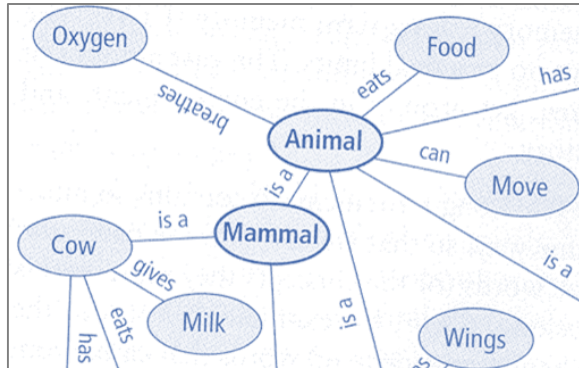 Oxygen
Food
has
eats
breathes
Animal
can
is a
Move
is a
Mammal
is a
Cow
gives
is a
Milk
Wings
eats
has